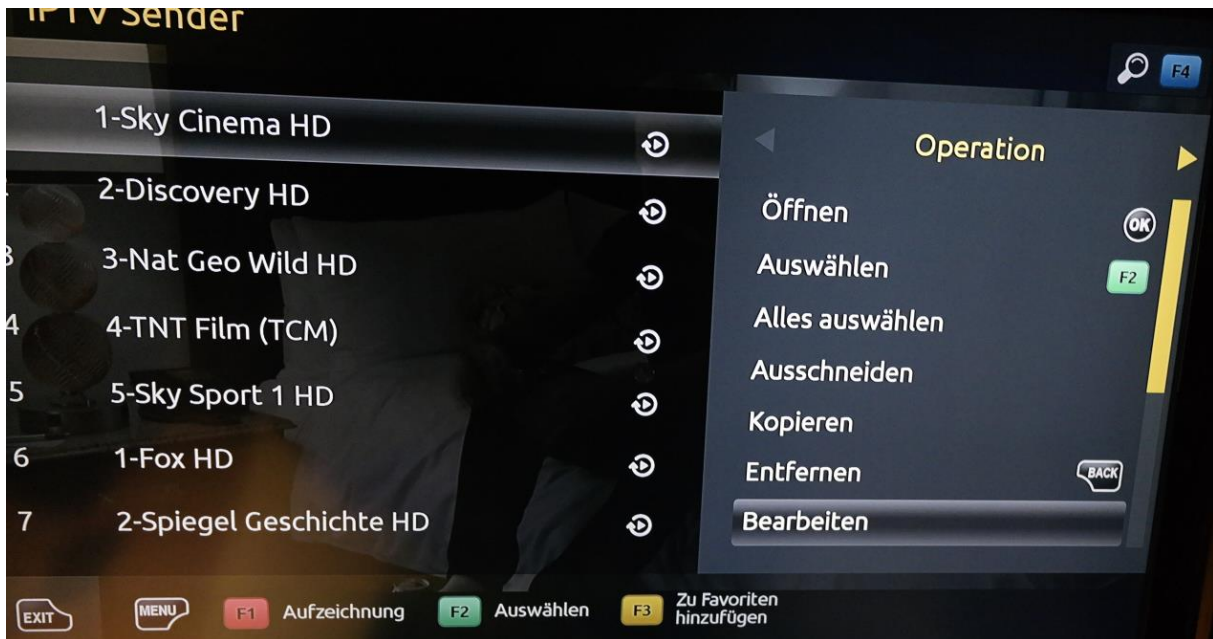 IPTV Sender
F4
1-Sky Cinema HD
2-Discovery HD
3 3-Nat Geo Wild HD
4 4-TNT Film (TCM)
5 5-Sky Sport 1 HD
6 1-Fox HD
7 2-Spiegel Geschichte HD
Operation
Öffnen OK
Auswählen F2
Alles auswählen
Ausschneiden
Kopieren
Entfernen BACK
Bearbeiten
EXIT MENU F1 Aufzeichnung F2 Auswählen F3 Zu Favoriten
hinzufügen